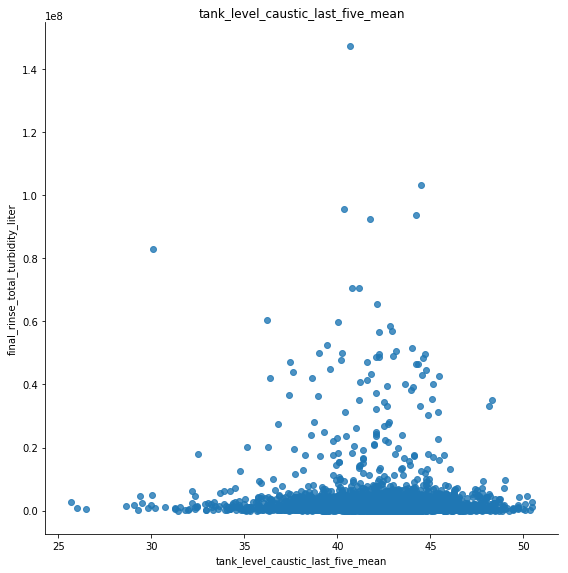 tank_level_caustic_last_five_mean
1e8
1.4
1.2
1.0
0.8
0.6
0.4
0.2
0.0
final_rinse_total_turbidity_liter
25 30 35 40 45 50
tank_level_caustic_last_five_mean